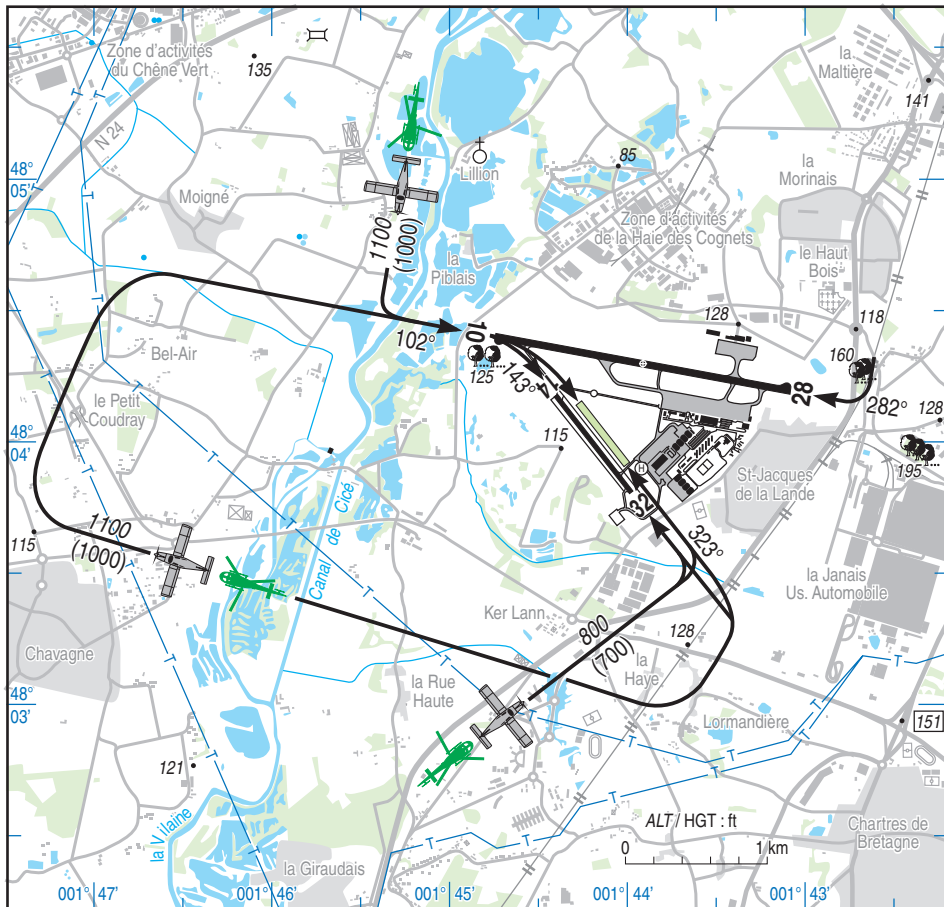 Zone d'activités
du Chêne Vert
135
la
Maltière
141
N 24
T
48°
05'
Lillion
85
la
Morinais
Moigné
1100
(1000)
Zone d'activités
de la Haie des Cognets
la
Piblais
le Haut
Bois
128
118
102°
10
160
Bel-Air
125
143°
28
282°
128
le Petit
Coudray
48°
04'
115
195
H
St-Jacques
de la Lande
32
115
1100
(1000)
Canal de Cicé
323°
la Janais
Us. Automobile
Ker Lann
800
(700)
128
Chavagne
la
Haye
48°
03'
la Rue
Haute
Lormandière
151
121
la Vilaine
ALT / HGT : ft
0
1 km
Chartres de
Bretagne
la Giraudais
001° 47'
001° 46'
001° 45'
001° 44'
001° 43'